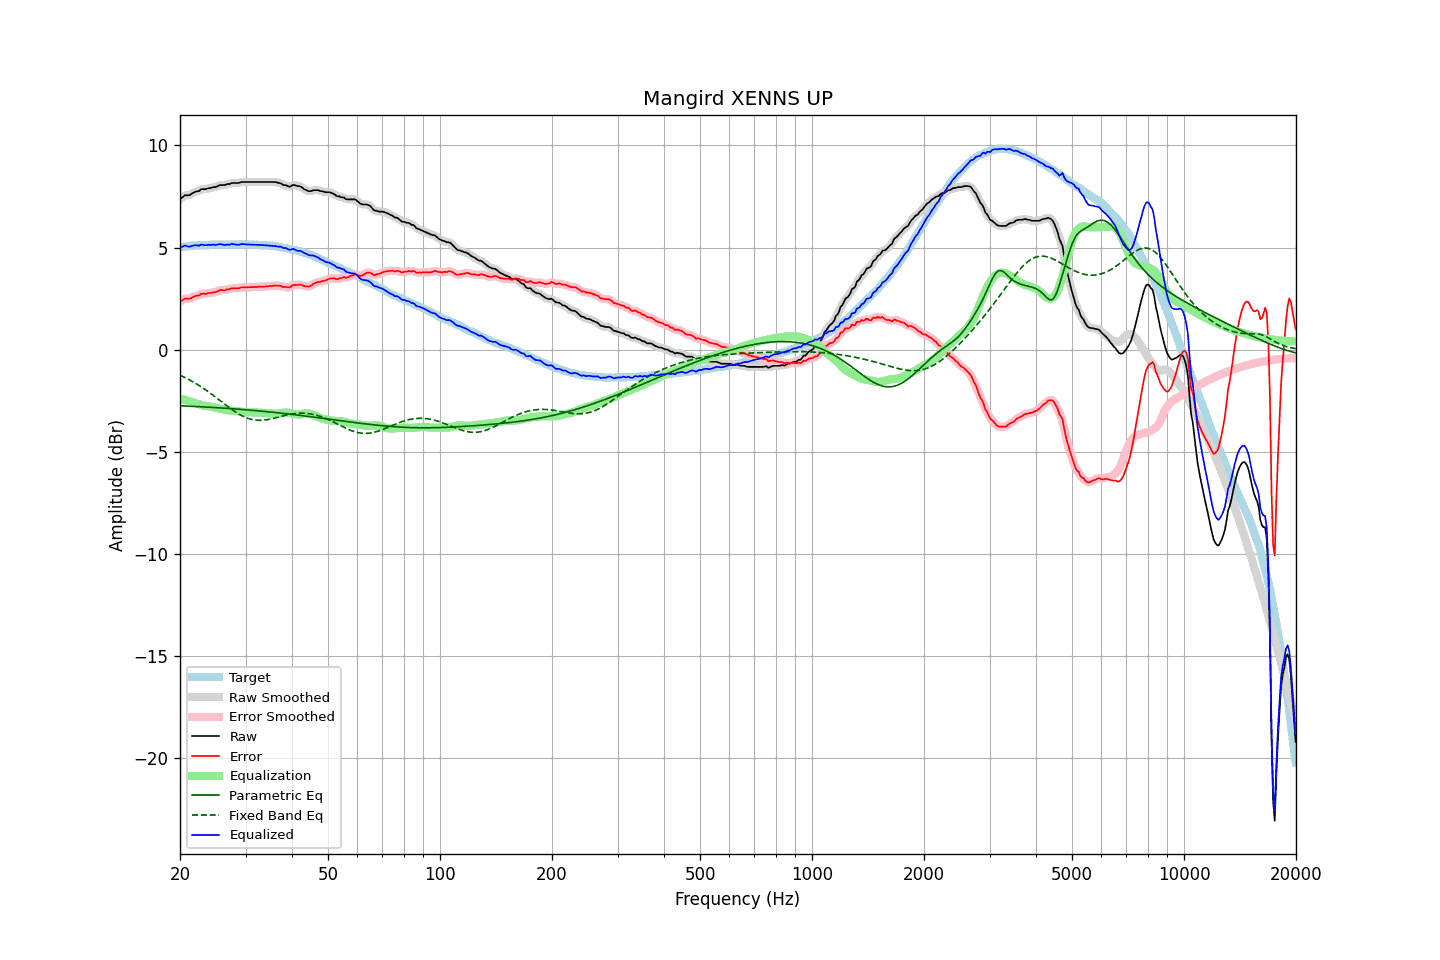 Mangird XENNS UP
Amplitude (dBr)
10
5
0
−5
−10
−15
−20
Target
Raw Smoothed
Error Smoothed
Raw
Error
Equalization
Parametric Eq
Fixed Band Eq
Equalized
20 50 100 200 500 1000 2000 5000 10000 20000
Frequency (Hz)